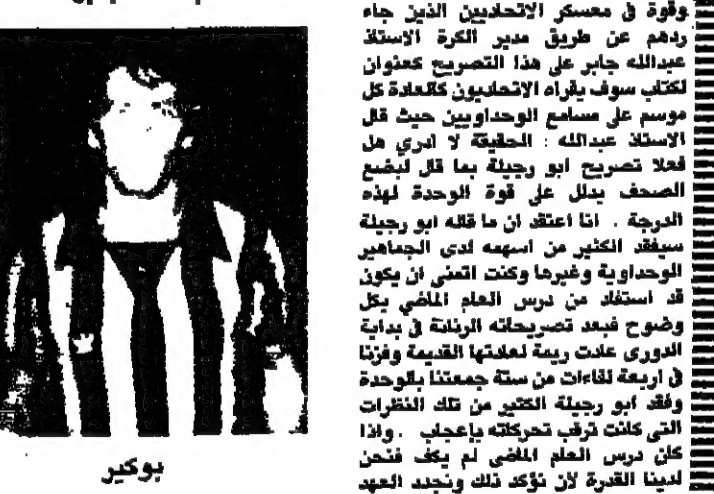 وقوة في معسكر الاتحاديين الذين جاء
ردهم عن طريق مدير الكرة الاستاذ
عبدالله جابر على هذا التصريح كعنوان
لكتاب سوف يقراه الاتحاديون كالعادة كل
موسم على مسامع الوحداويين حيث قال
الاستاذ عبدالله : الحقيقة لا ادري هل
فعلا تصريح ابو رجيلة بما قال لبضع
الصحف يدلل على قوة الوحدة لهذه
الدرجة . انا اعتقد ان ما قاله ابو رجيلة
سيفقد الكثير من اسهمه لدى الجماهير
الوحداوية وغيرها وكنت اتمنى ان يكون
قد استفاد من درس العام الماضي بكل
وضوح فبعد تصريحاته الرنانة في بداية
الدورى عادت ريمة لعادتها القديمة وفزنا
في اربعة لقاءات من ستة جمعتنا بالوحدة
وفقد ابو رجيلة الكثير من تلك النظرات
التي كانت ترقب تحركاته بإعجاب . واذا
كان درس العام الماضى لم يكف فنحن
لدينا القدرة لان نؤكد ذلك ونجدد العهد
بوكير